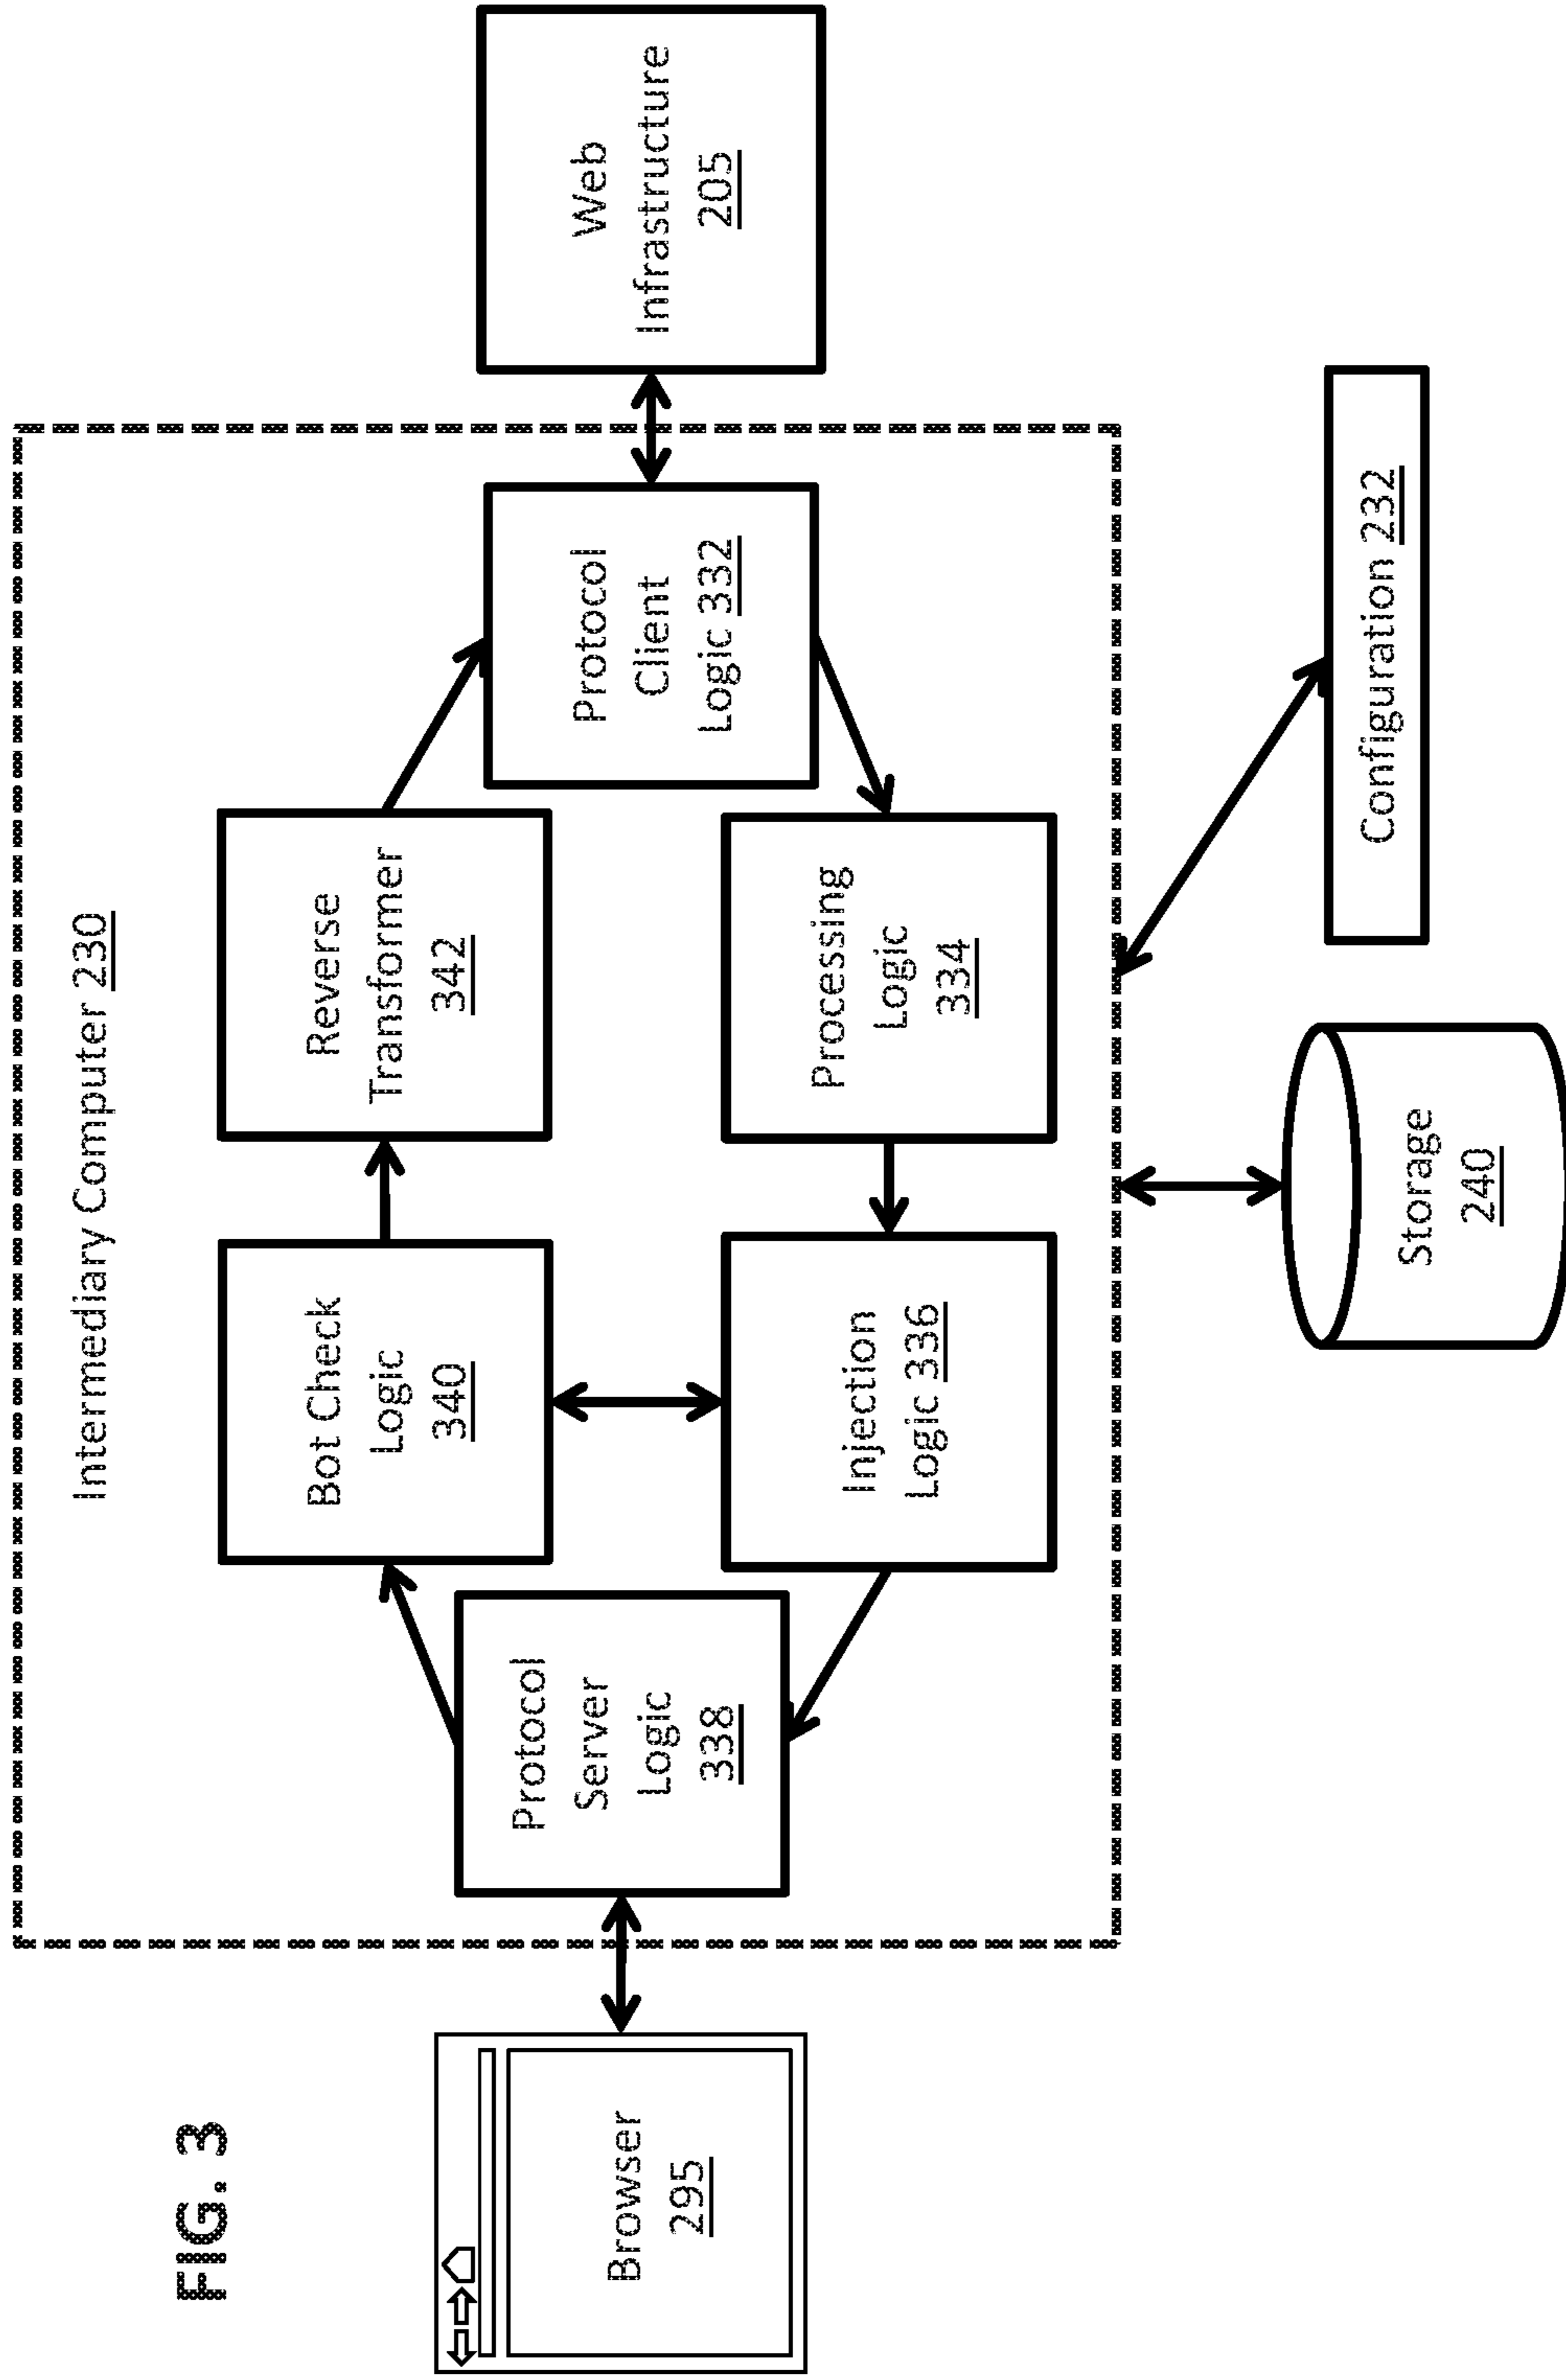 FIG. 3
Intermediary Computer 230
Browser
295
Protocol
Server
Logic
338
Bot Check
Logic
340
Reverse
Transformer
342
Injection
Logic 336
Processing
Logic
334
Protocol
Client
Logic 332
Web
Infrastructure
205
Storage
240
Configuration 232